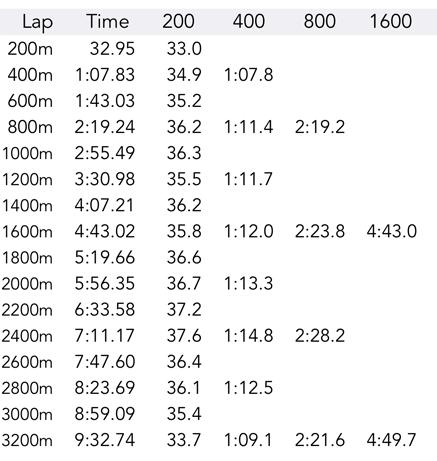 Lap Time 200 400 800 1600
200m 32.95 33.0
400m 1:07.83 34.9 1:07.8
600m 1:43.03 35.2
800m 2:19.24 36.2 1:11.4 2:19.2
1000m 2:55.49 36.3
1200m 3:30.98 35.5 1:11.7
1400m 4:07.21 36.2
1600m 4:43.02 35.8 1:12.0 2:23.8 4:43.0
1800m 5:19.66 36.6
2000m 5:56.35 36.7 1:13.3
2200m 6:33.58 37.2
2400m 7:11.17 37.6 1:14.8 2:28.2
2600m 7:47.60 36.4
2800m 8:23.69 36.1 1:12.5
3000m 8:59.09 35.4
3200m 9:32.74 33.7 1:09.1 2:21.6 4:49.7